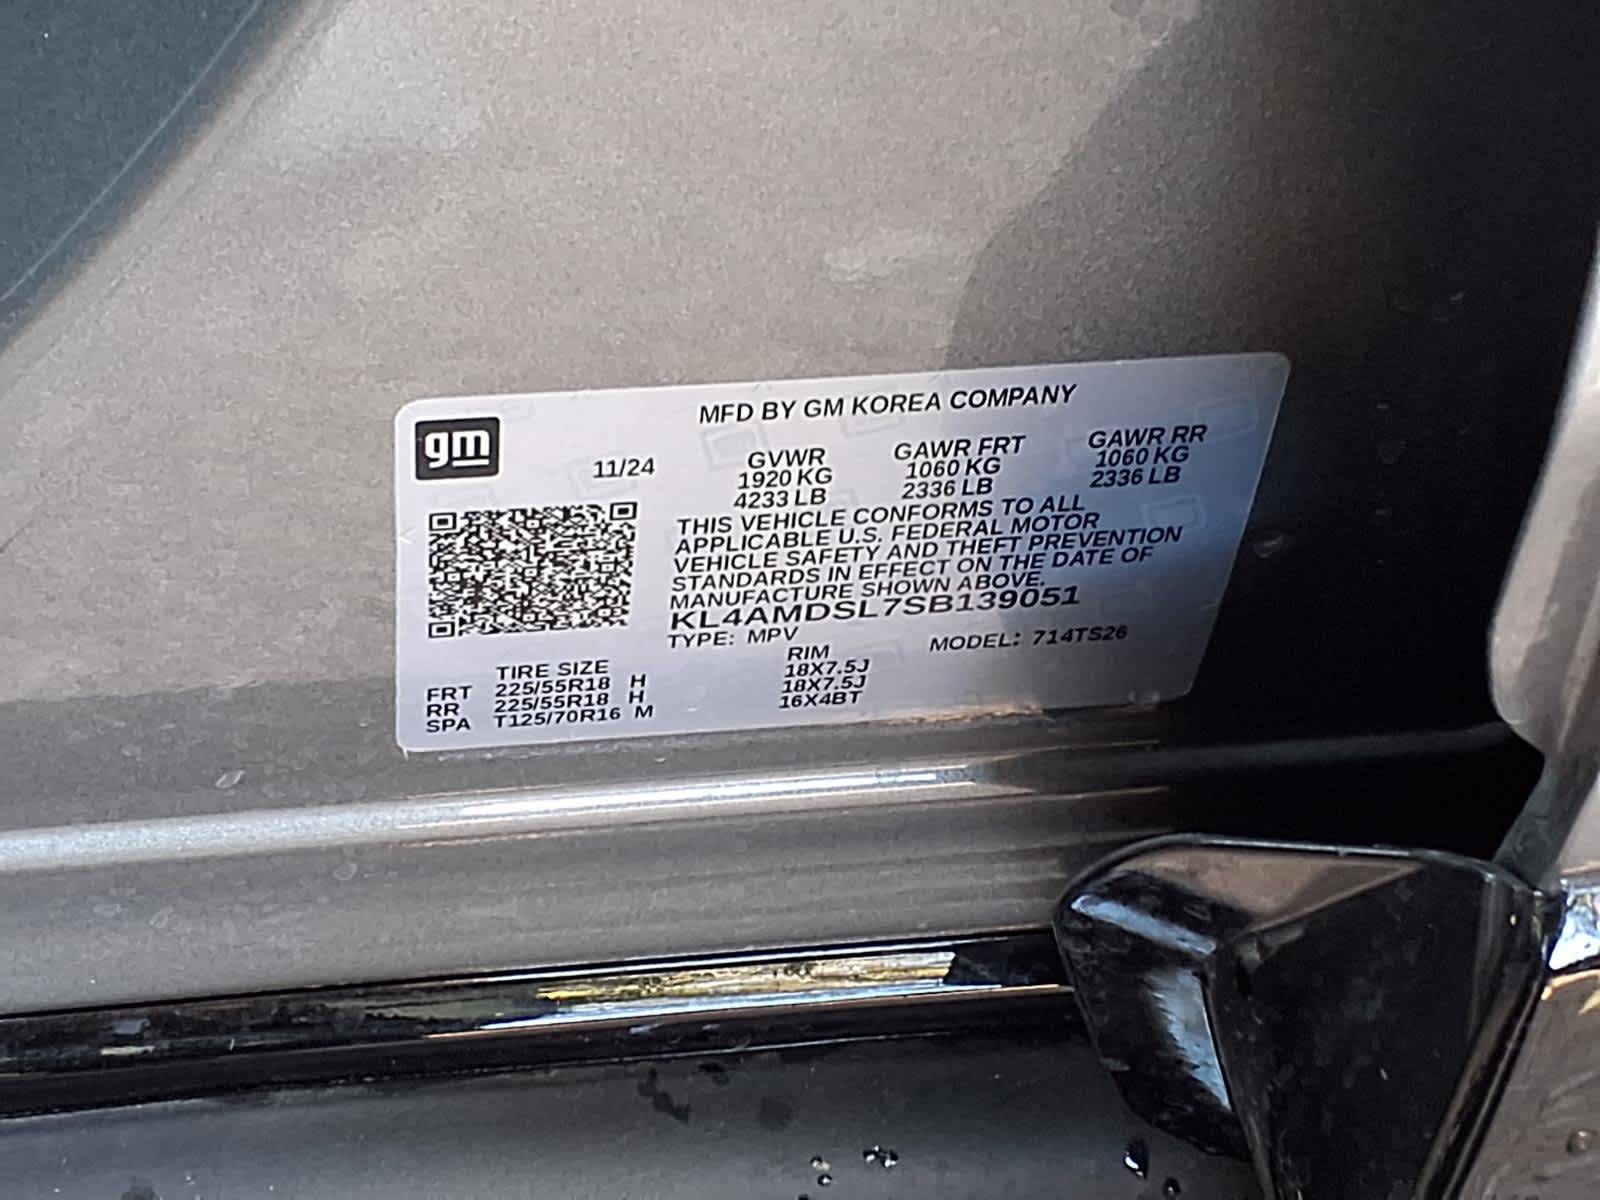 MFD BY GM KOREA COMPANY
gm
11/24
GVWR GAWR FRT GAWR RR
1920 KG 1060 KG 1060 KG
4233 LB 2336 LB 2336 LB
THIS VEHICLE CONFORMS TO ALL
APPLICABLE U.S. FEDERAL MOTOR
VEHICLE SAFETY AND THEFT PREVENTION
STANDARDS IN EFFECT ON THE DATE OF
MANUFACTURE SHOWN ABOVE.
KL4AMDSL7SB139051
TYPE: MPV MODEL: 714TS26
TIRE SIZE RIM
FRT 225/55R18 H 18X7.5J
RR 225/55R18 H 18X7.5J
SPA T125/70R16 M 16X4BT